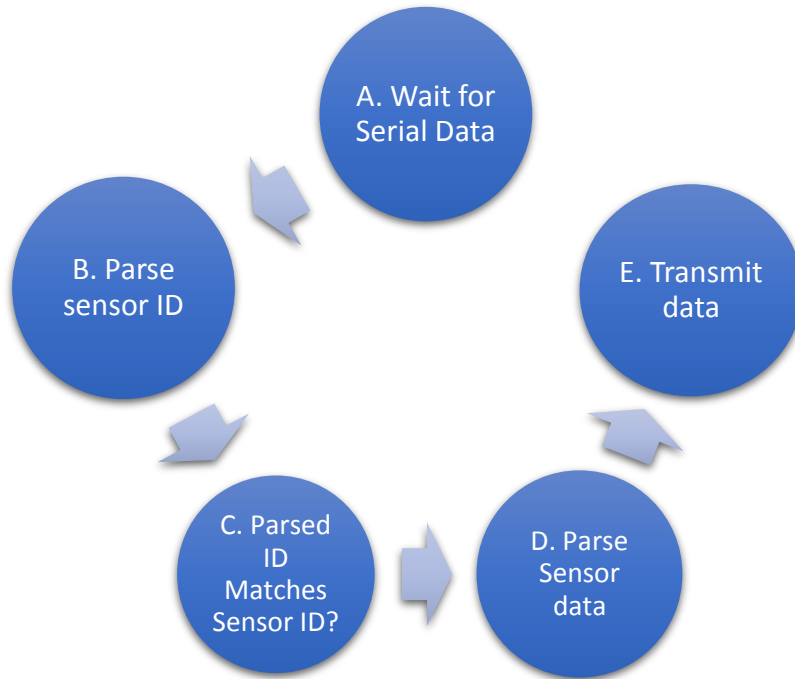 A. Wait for
Serial Data
B. Parse
sensor ID
C. Parsed
ID
Matches
Sensor ID?
D. Parse
Sensor
data
E. Transmit
data